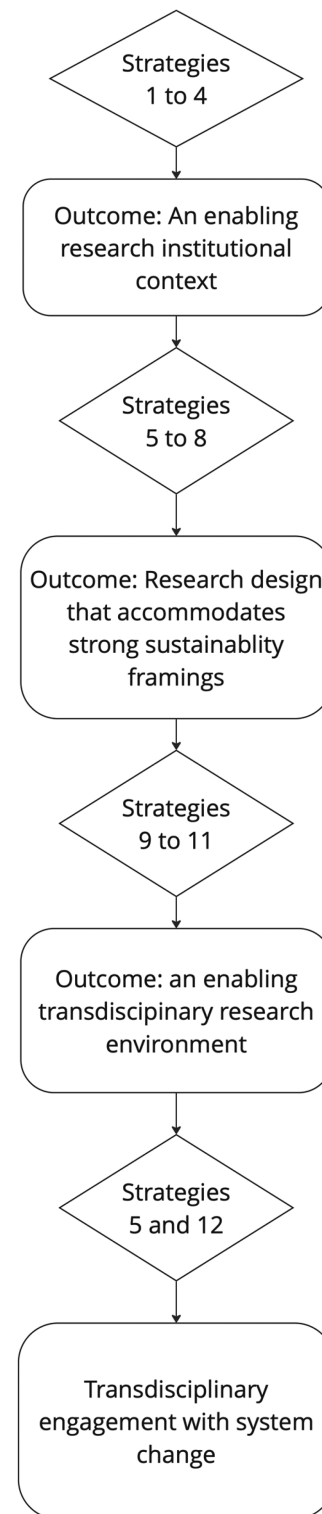 Strategies
1 to 4
Outcome: An enabling
research institutional
context
Strategies
5 to 8
Outcome: Research design
that accommodates
strong sustainablity
framings
Strategies
9 to 11
Outcome: an enabling
transdiscipinary research
environment
Strategies
5 and 12
Transdisciplinary
engagement with system
change